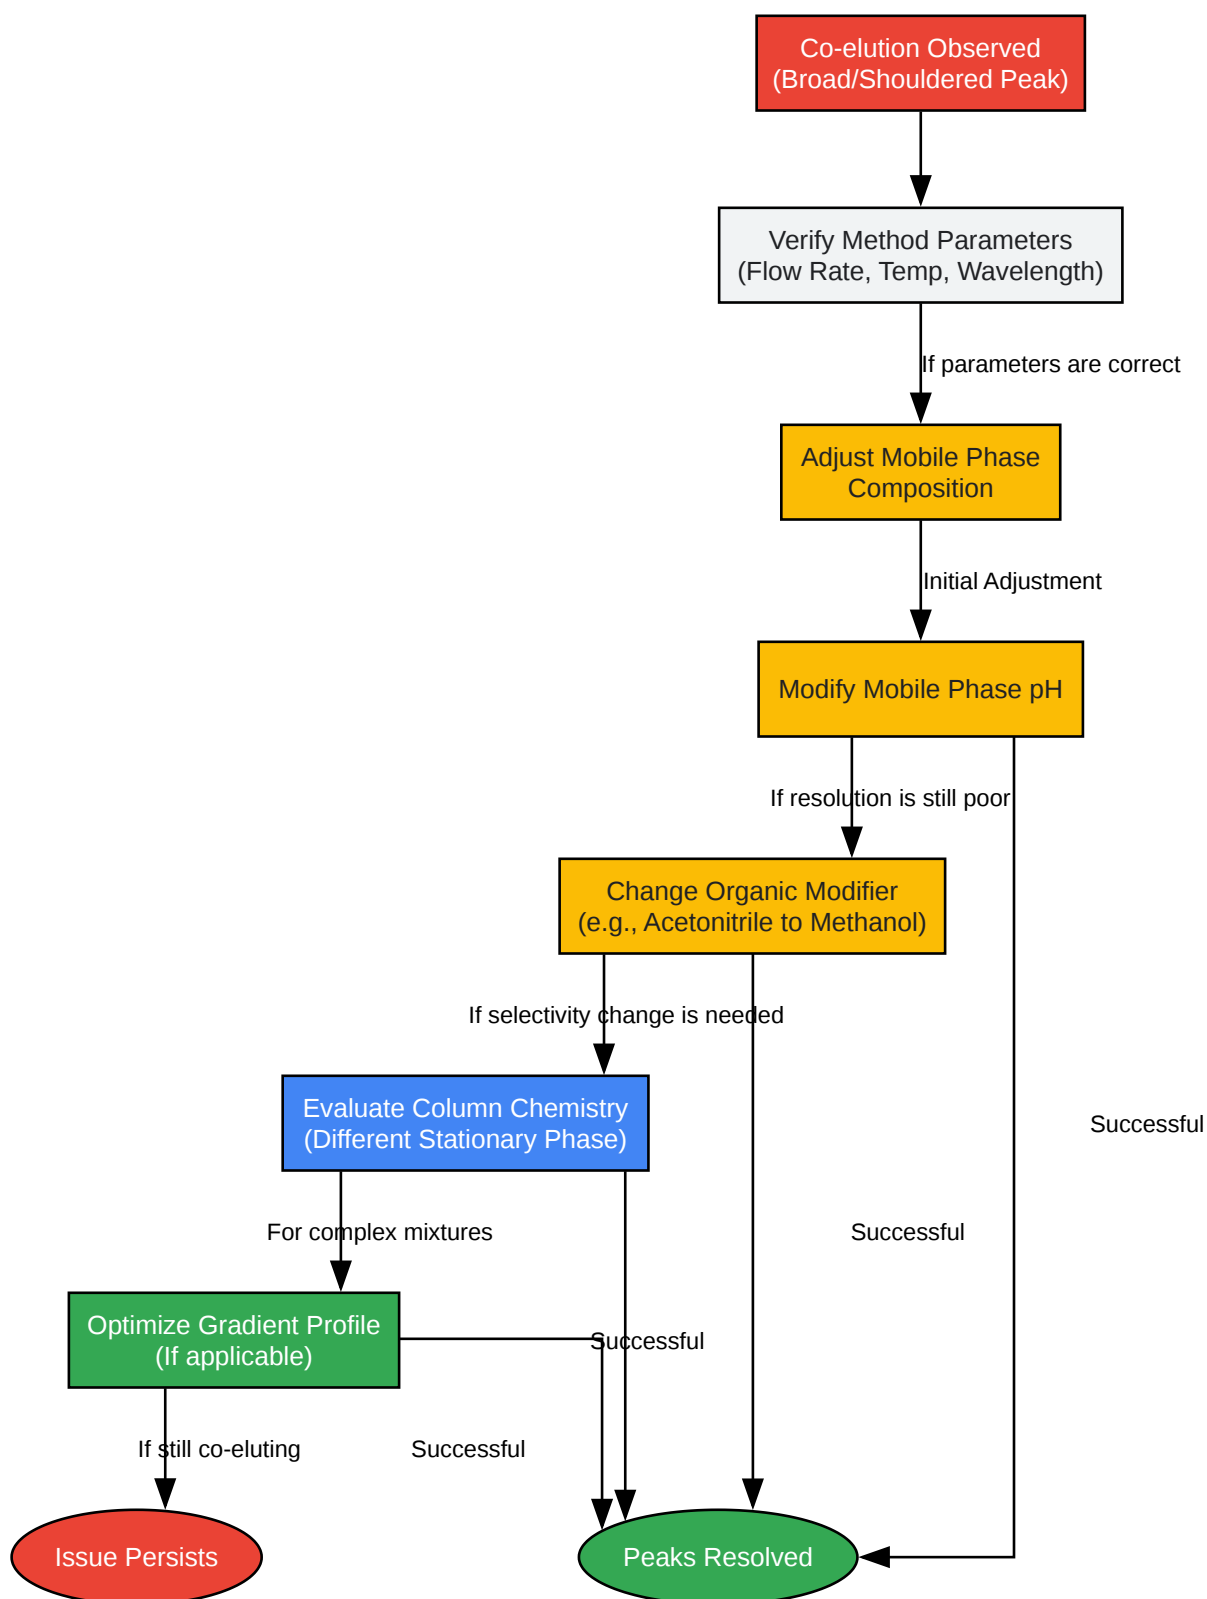 Co-elution Observed
(Broad/Shouldered Peak)
Verify Method Parameters
(Flow Rate, Temp, Wavelength)
If parameters are correct
Adjust Mobile Phase
Composition
Initial Adjustment
Modify Mobile Phase pH
If resolution is still poor
Change Organic Modifier
(e.g., Acetonitrile to Methanol)
If selectivity change is needed
Evaluate Column Chemistry
(Different Stationary Phase)
Successful
For complex mixtures
Successful
Optimize Gradient Profile
(If applicable)
Successful
If still co-eluting
Successful
Issue Persists
Peaks Resolved